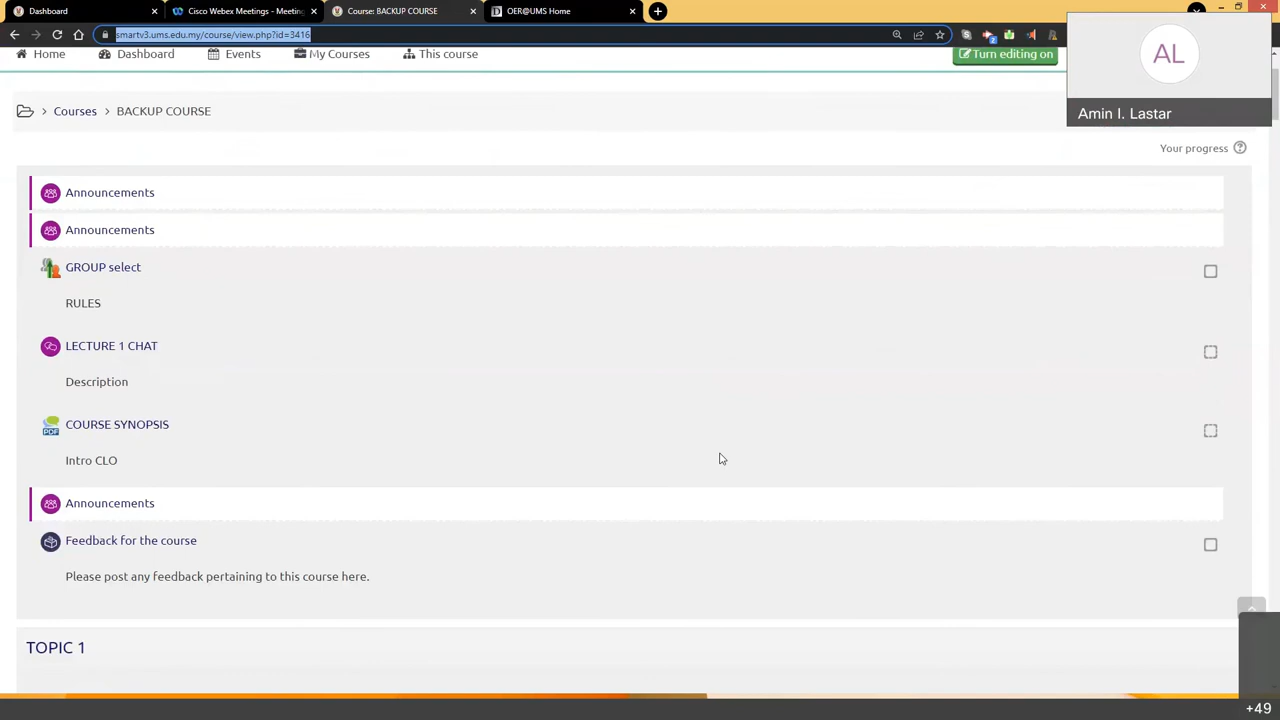 Dashboard
Cisco Webex Meetings - Meetin
Course: BACKUP COURSE
OER@UMS Home
smartv3.ums.edu.my/course/view.php?id=3416
Home
Dashboard
Events
My Courses
This course
Turn editing on
AL
Amin I. Lastar
Courses > BACKUP COURSE
Your progress
Announcements
Announcements
GROUP select
RULES
LECTURE 1 CHAT
Description
COURSE SYNOPSIS
PDF
Intro CLO
Announcements
Feedback for the course
Please post any feedback pertaining to this course here.
TOPIC 1
+49